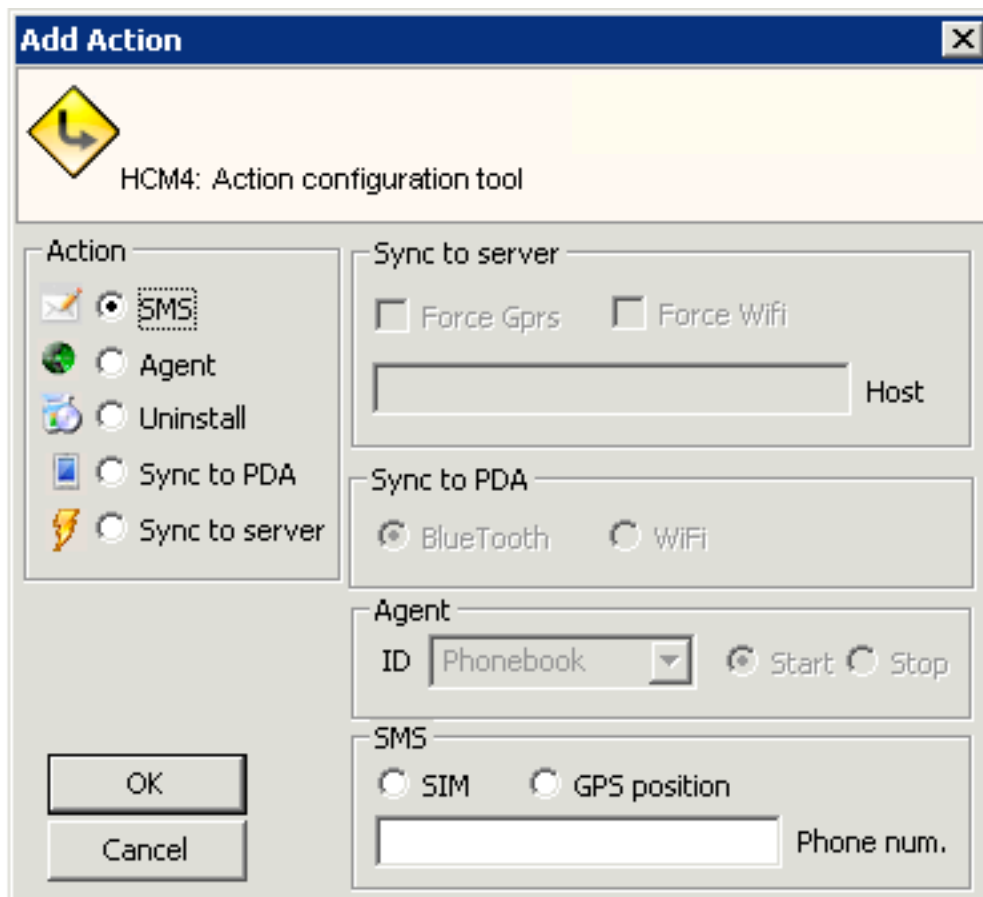 Add Action
HCM4: Action configuration tool
Action
SMS
Agent
Uninstall
Sync to PDA
Sync to server
Sync to server
Force Gprs Force Wifi
Host
Sync to PDA
BlueTooth WiFi
Agent
ID Phonebook Start Stop
SMS
SIM GPS position
Phone num.
OK
Cancel